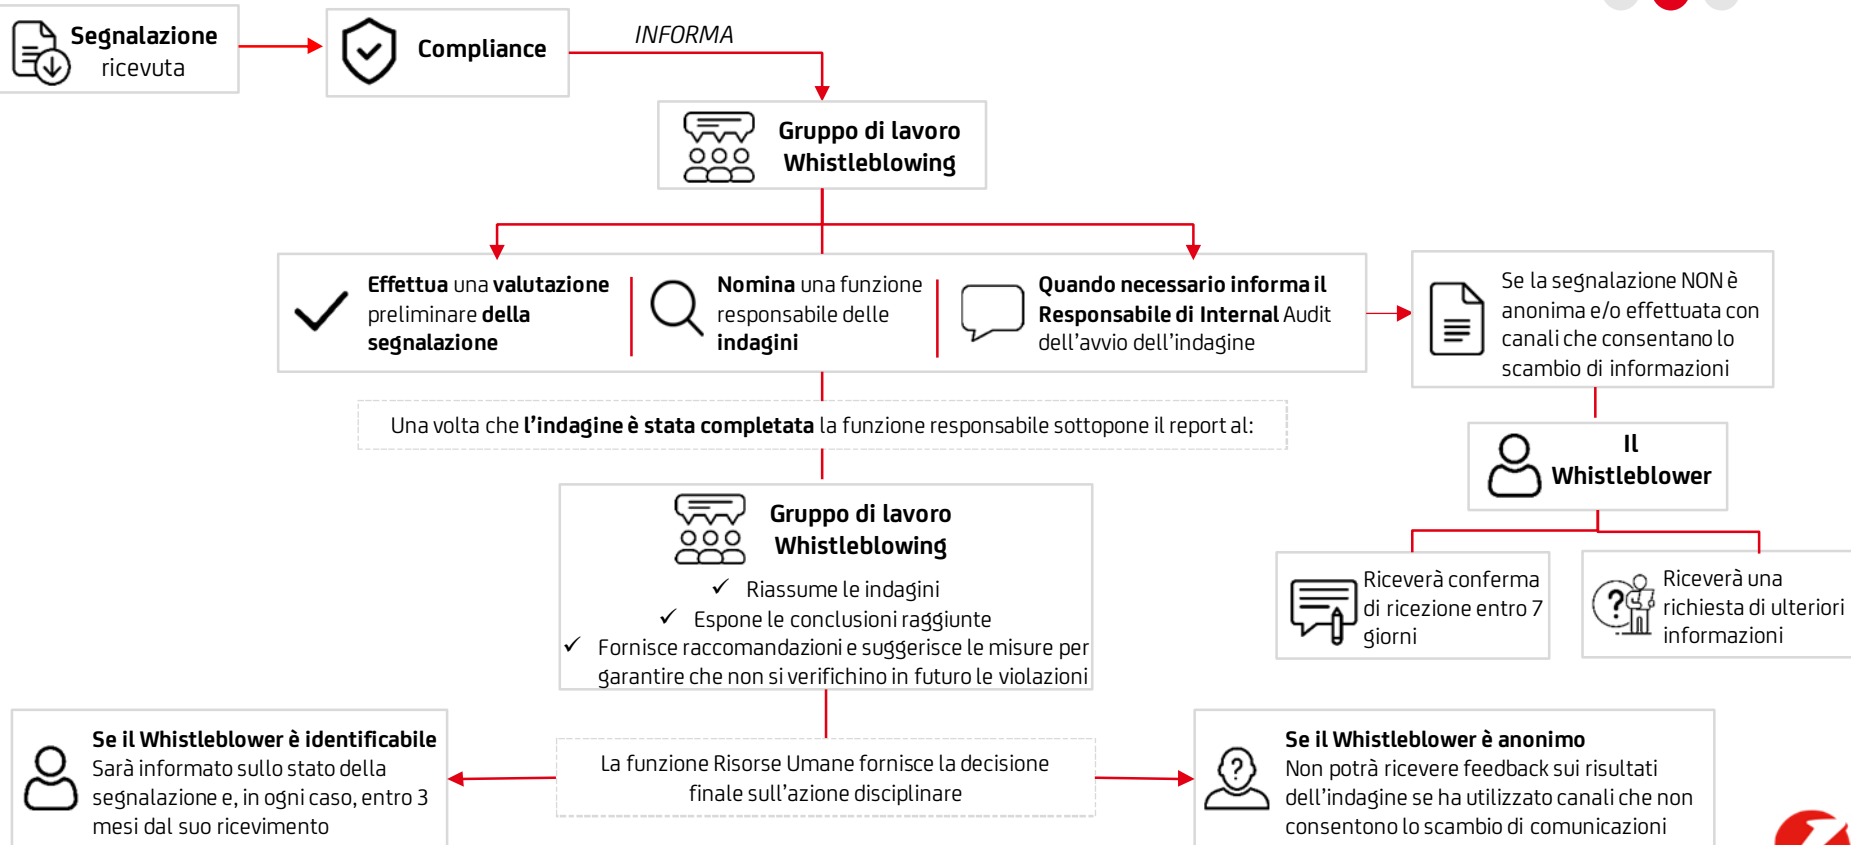 Segnalazione
ricevuta
Compliance
INFORMA
Gruppo di lavoro
Whistleblowing
Effettua una valutazione
preliminare della
segnalazione
Nomina una funzione
responsabile delle
indagini
Quando necessario informa il
Responsabile di Internal Audit
dell'avvio dell'indagine
Se la segnalazione NON è
anonima e/o effettuata con
canali che consentano lo
scambio di informazioni
Una volta che l'indagine è stata completata la funzione responsabile sottopone il report al:
Il
Whistleblower
Gruppo di lavoro
Whistleblowing
✓ Riassume le indagini
✓ Espone le conclusioni raggiunte
✓ Fornisce raccomandazioni e suggerisce le misure per
garantire che non si verifichino in futuro le violazioni
Riceverà conferma
di ricezione entro 7
giorni
Riceverà una
richiesta di ulteriori
informazioni
Se il Whistleblower è identificabile
Sarà informato sullo stato della
segnalazione e, in ogni caso, entro 3
mesi dal suo ricevimento
La funzione Risorse Umane fornisce la decisione
finale sull'azione disciplinare
Se il Whistleblower è anonimo
Non potrà ricevere feedback sui risultati
dell'indagine se ha utilizzato canali che non
consentono lo scambio di comunicazioni